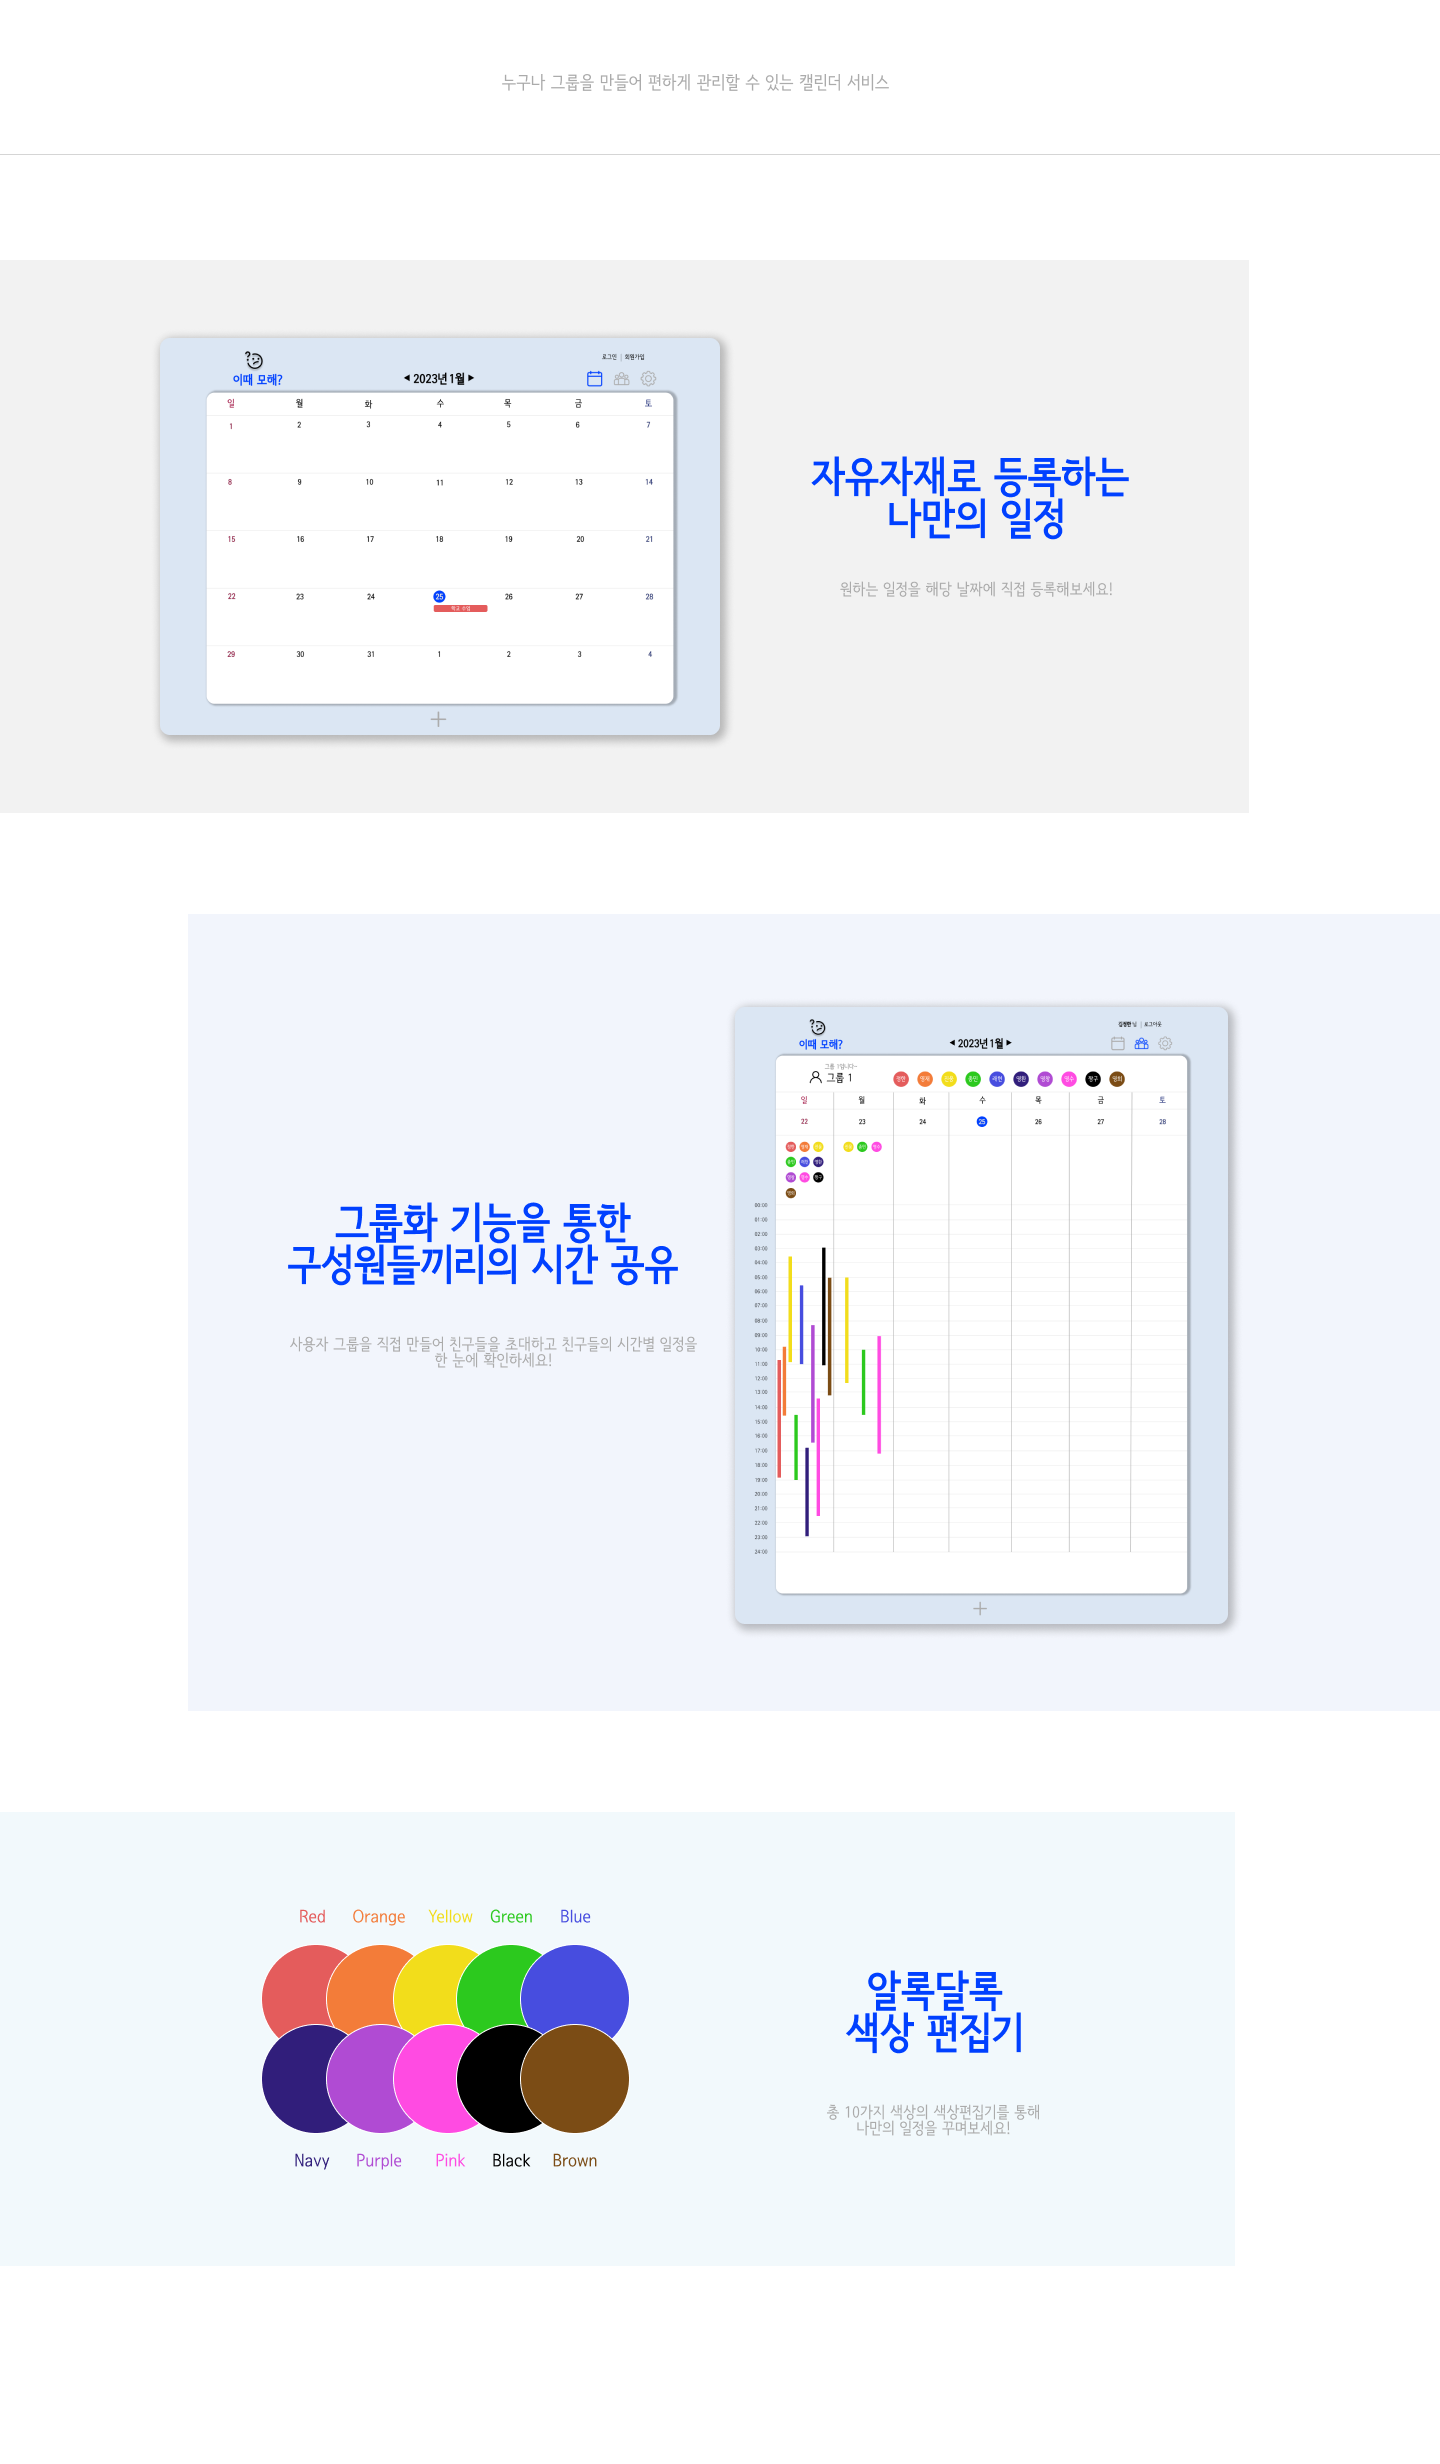 누구나 그룹을 만들어 편하게 관리할 수 있는 캘린더 서비스
로그인 | 회원가입
이때 모해?
2023년 1월
일 월 화 수 목 금 토
1 2 3 4 5 6 7
8 9 10 11 12 13 14
15 16 17 18 19 20 21
22 23 24 25 26 27 28
학교 수업
29 30 31 1 2 3 4
자유자재로 등록하는
나만의 일정
원하는 일정을 해당 날짜에 직접 등록해보세요!
그룹화 기능을 통한
구성원들끼리의 시간 공유
사용자 그룹을 직접 만들어 친구들을 초대하고 친구들의 시간별 일정을
한 눈에 확인하세요!
님 | 로그아웃
이때 모해?
2023년 1월
그룹 1입니다~
그룹 1
일 월 화 수 목 금 토
22 23 24 25 26 27 28
00:00
01:00
02:00
03:00
04:00
05:00
06:00
07:00
08:00
09:00
10:00
11:00
12:00
13:00
14:00
15:00
16:00
17:00
18:00
19:00
20:00
21:00
22:00
23:00
24:00
Red Orange Yellow Green Blue
Navy Purple Pink Black Brown
알록달록
색상 편집기
총 10가지 색상의 색상편집기를 통해
나만의 일정을 꾸며보세요!